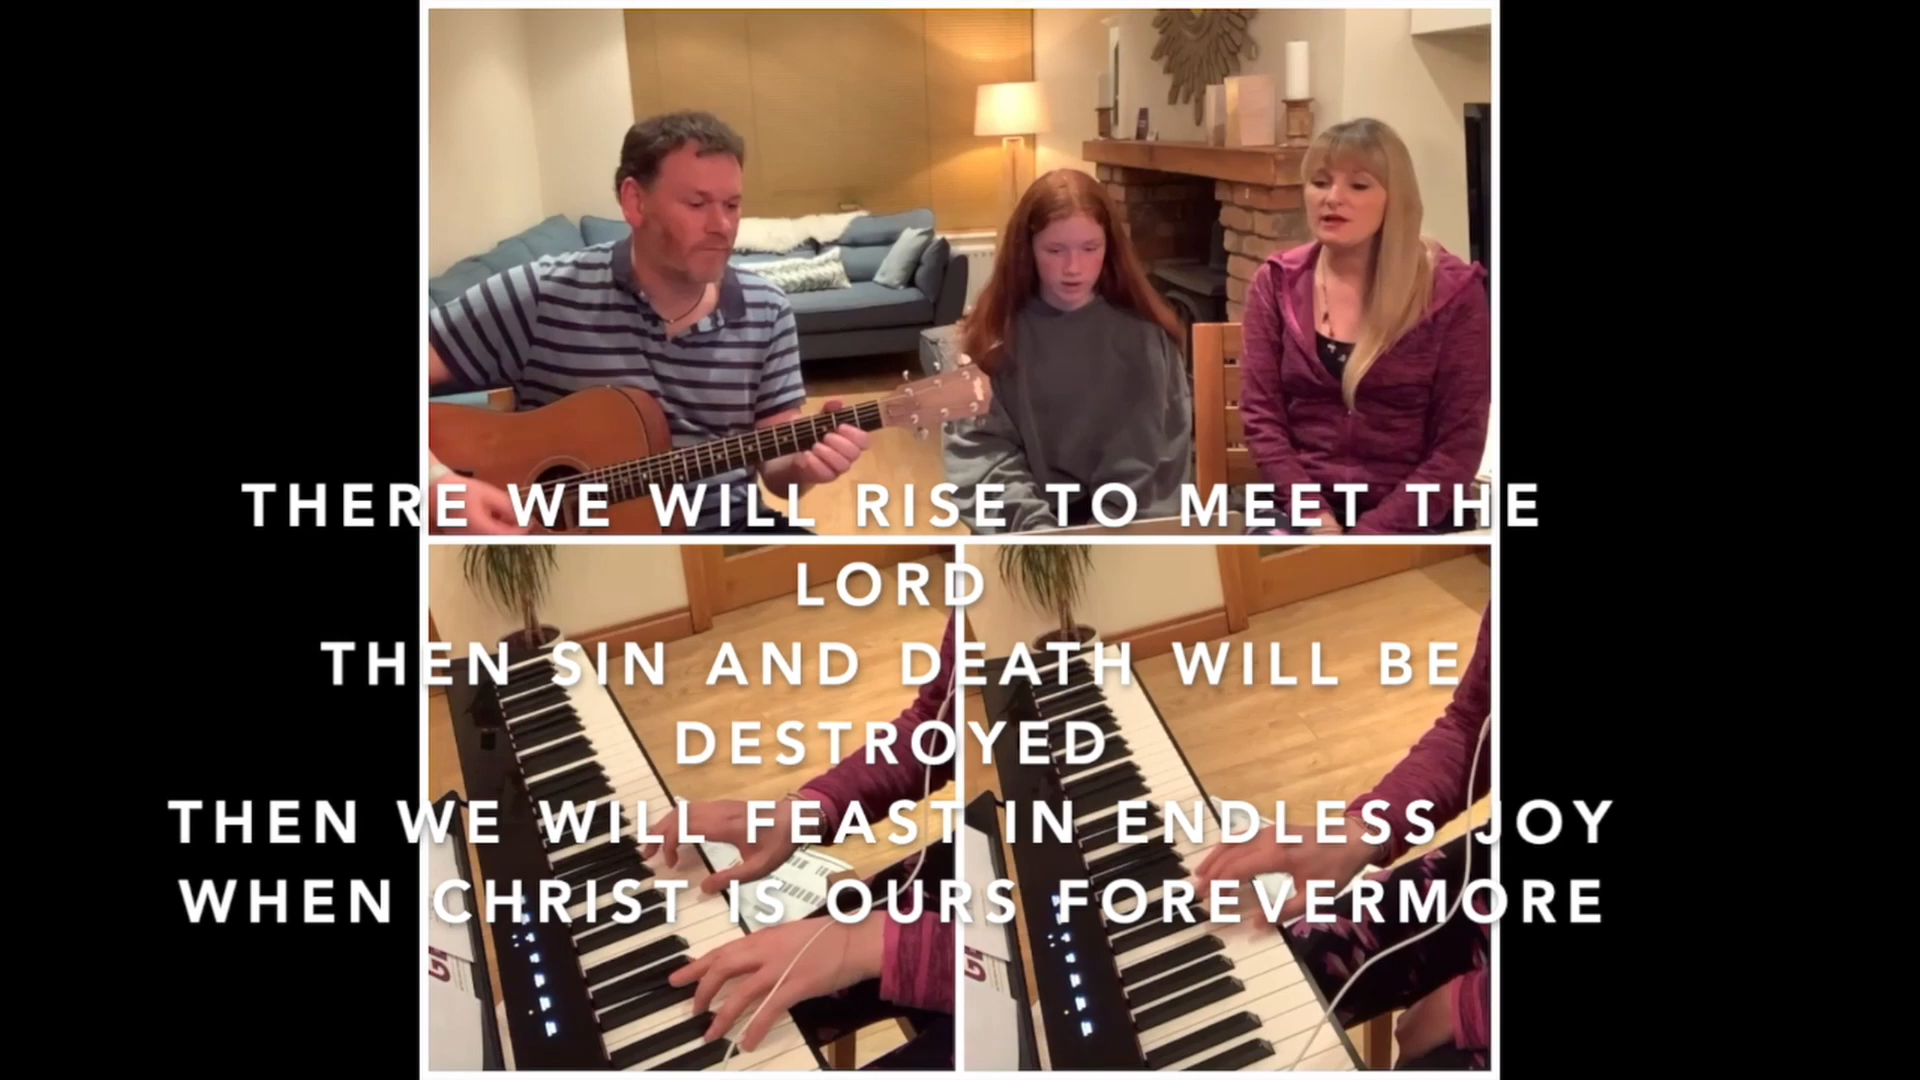 THERE WE WILL RISE TO MEET THE
LORD
THEN SIN AND DEATH WILL BE
DESTROYED
THEN WE WILL FEAST IN ENDLESS JOY
WHEN CHRIST IS OURS FOREVERMORE